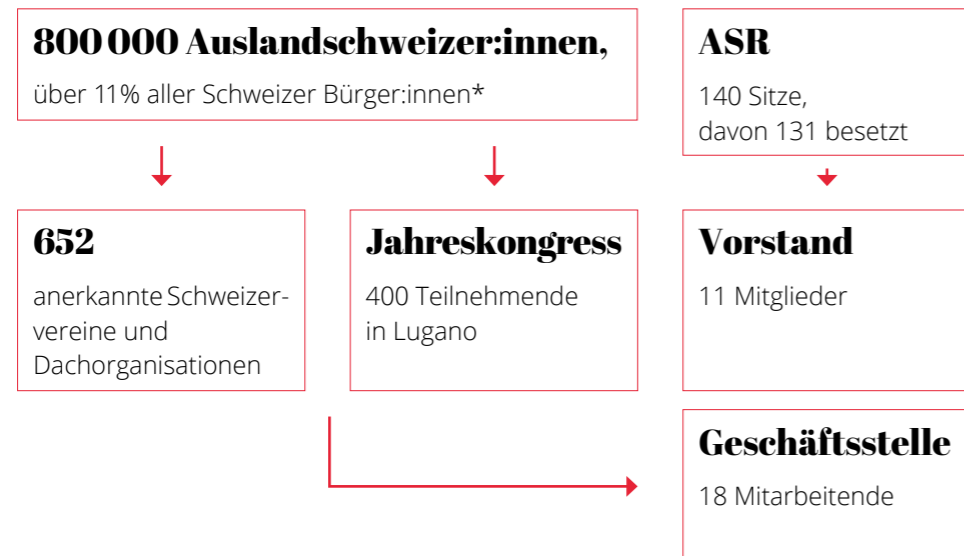 800 000 Auslandschweizer:innen,
über 11% aller Schweizer Bürger:innen*
ASR
140 Sitze,
davon 131 besetzt
652
anerkannte Schweizer-
vereine und
Dachorganisationen
Jahreskongress
400 Teilnehmende
in Lugano
Vorstand
11 Mitglieder
Geschäftsstelle
18 Mitarbeitende